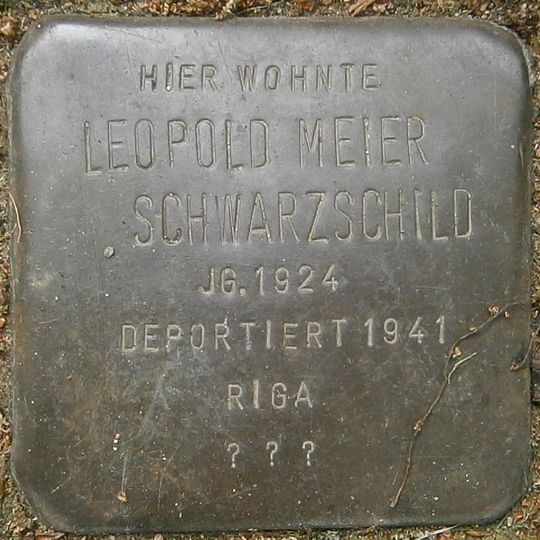 HIER WOHNTE
LEOPOLD MEIER
SCHWARZSCHILD
JG. 1924
DEPORTIERT 1941
RIGA
? ? ?